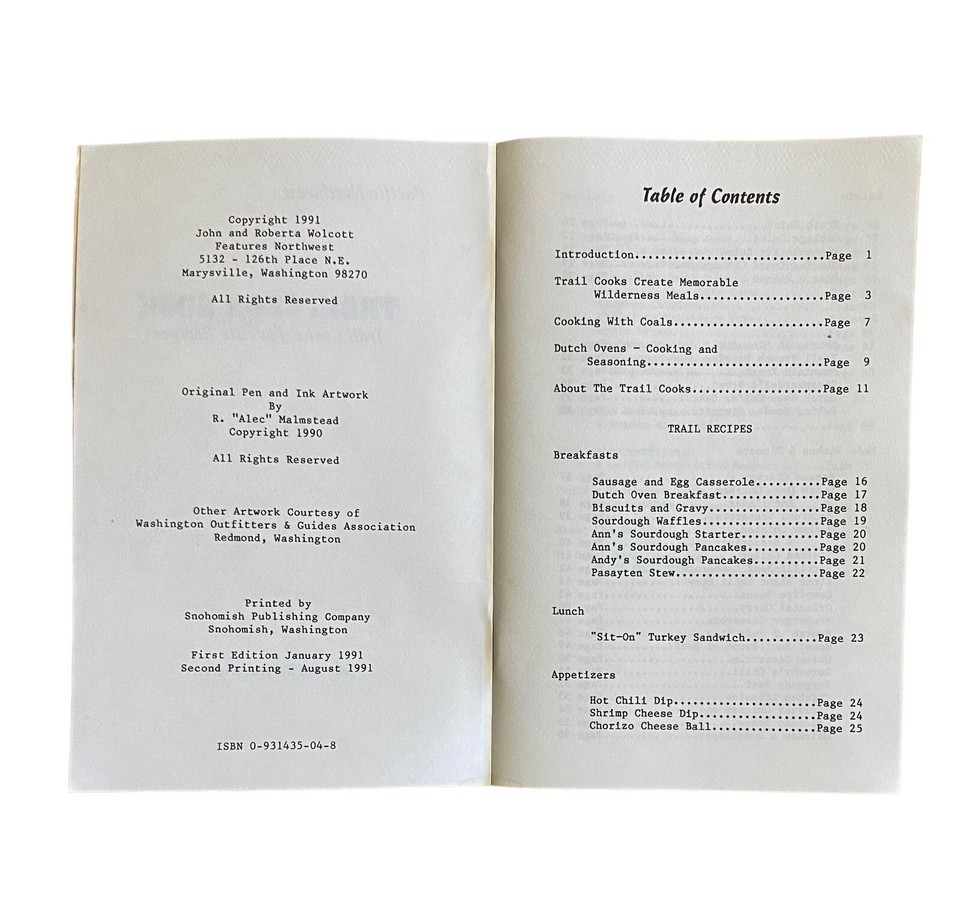 Copyright 1991
John and Roberta Wolcott
Features Northwest
5132 - 126th Place N.E.
Marysville, Washington 98270
All Rights Reserved
Original Pen and Ink Artwork
By
R. "Alec" Malmstead
Copyright 1990
All Rights Reserved
Other Artwork Courtesy of
Washington Outfitters & Guides Association
Redmond, Washington
Printed by
Snohomish Publishing Company
Snohomish, Washington
First Edition January 1991
Second Printing - August 1991
ISBN 0-931435-04-8
Table of Contents
Introduction.............................Page 1
Trail Cooks Create Memorable
Wilderness Meals...................Page 3
Cooking With Coals.......................Page 7
Dutch Ovens - Cooking and
Seasoning...........................Page 9
About The Trail Cooks....................Page 11
TRAIL RECIPES
Breakfasts
Sausage and Egg Casserole..........Page 16
Dutch Oven Breakfast...............Page 17
Biscuits and Gravy.................Page 18
Sourdough Waffles..................Page 19
Ann's Sourdough Starter............Page 20
Ann's Sourdough Pancakes...........Page 20
Andy's Sourdough Pancakes..........Page 21
Pasayten Stew......................Page 22
Lunch
"Sit-On" Turkey Sandwich...........Page 23
Appetizers
Hot Chili Dip......................Page 24
Shrimp Cheese Dip..................Page 24
Chorizo Cheese Ball................Page 25